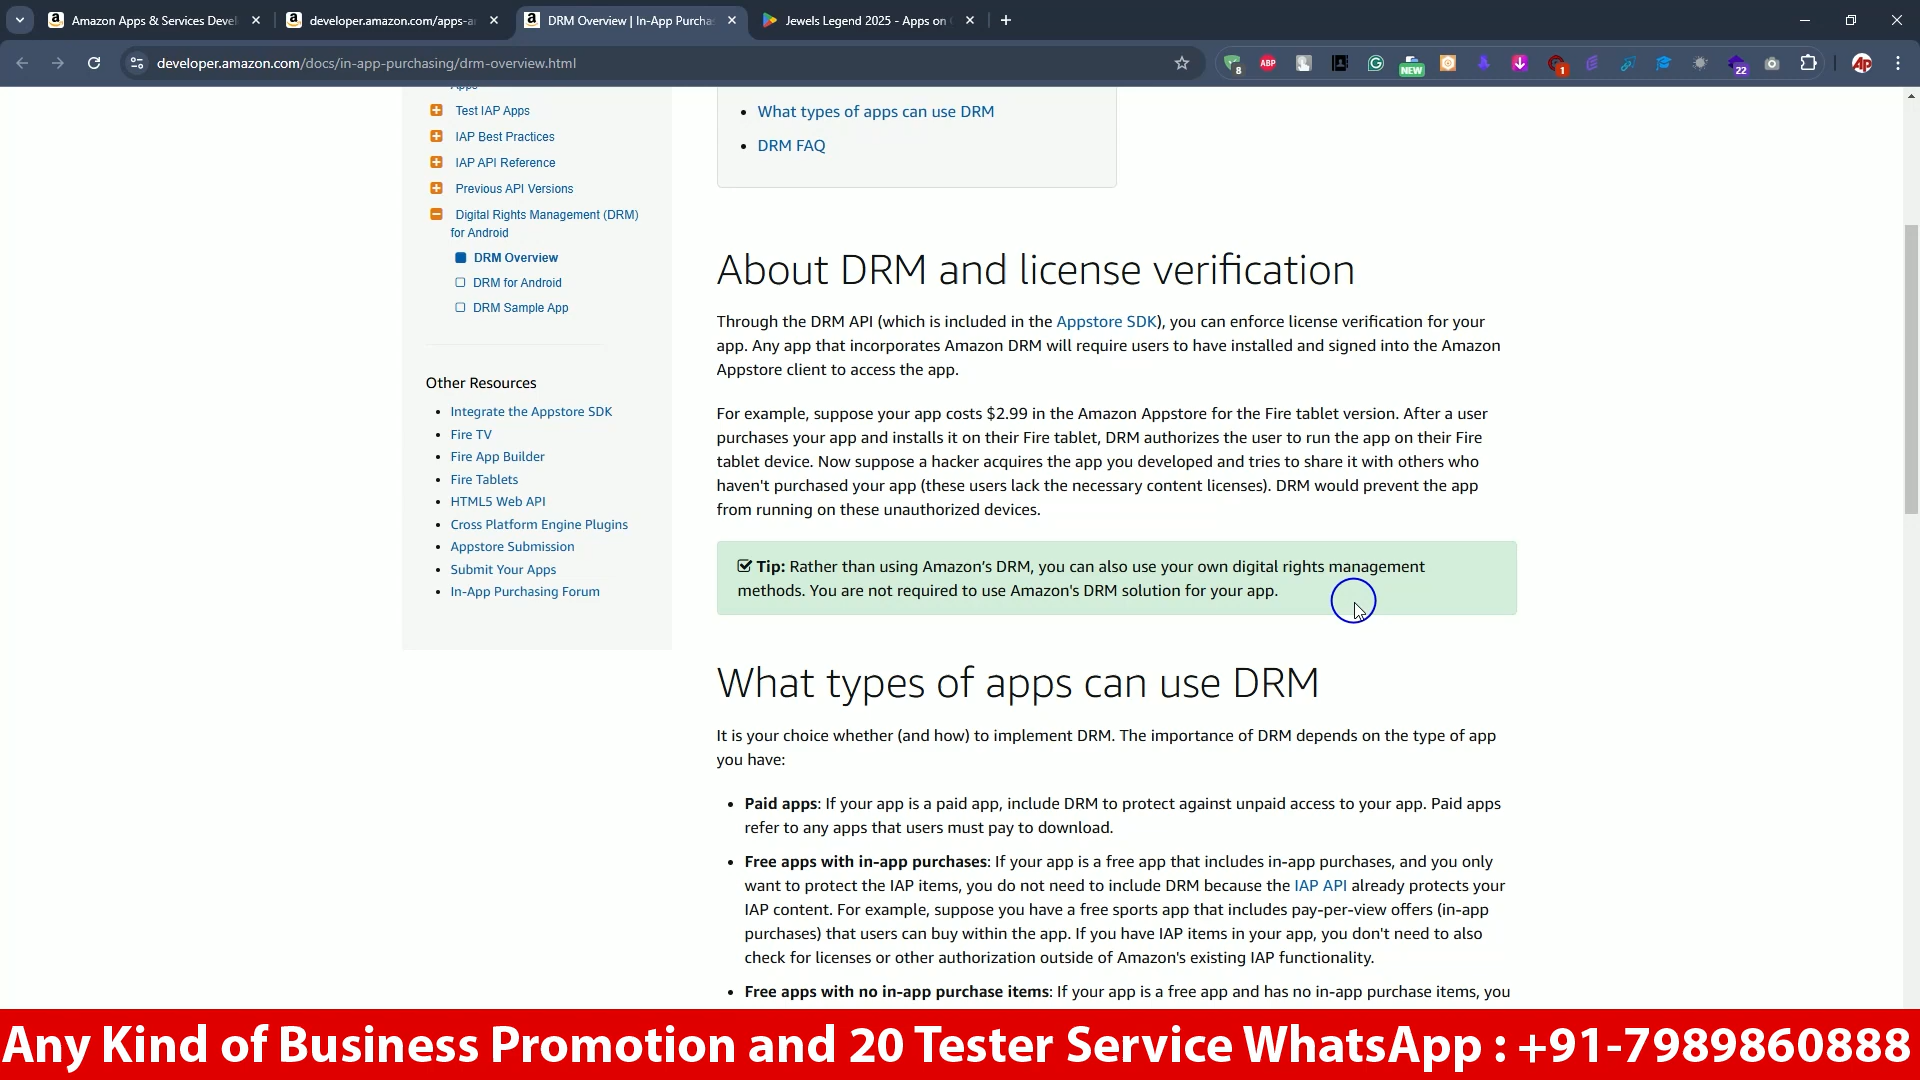 Amazon Apps & Services Devel
developer.amazon.com/apps-a
DRM Overview | In-App Purcha
Jewels Legend 2025 - Apps on
developer.amazon.com/docs/in-app-purchasing/drm-overview.html
8
ABP
NEW
1
22
Apps
Test IAP Apps
IAP Best Practices
IAP API Reference
Previous API Versions
Digital Rights Management (DRM)
for Android
DRM Overview
DRM for Android
DRM Sample App
Other Resources
Integrate the Appstore SDK
Fire TV
Fire App Builder
Fire Tablets
HTML5 Web API
Cross Platform Engine Plugins
Appstore Submission
Submit Your Apps
In-App Purchasing Forum
What types of apps can use DRM
DRM FAQ
About DRM and license verification
Through the DRM API (which is included in the Appstore SDK), you can enforce license verification for your
app. Any app that incorporates Amazon DRM will require users to have installed and signed into the Amazon
Appstore client to access the app.
For example, suppose your app costs $2.99 in the Amazon Appstore for the Fire tablet version. After a user
purchases your app and installs it on their Fire tablet, DRM authorizes the user to run the app on their Fire
tablet device. Now suppose a hacker acquires the app you developed and tries to share it with others who
haven't purchased your app (these users lack the necessary content licenses). DRM would prevent the app
from running on these unauthorized devices.
Tip: Rather than using Amazon’s DRM, you can also use your own digital rights management
methods. You are not required to use Amazon's DRM solution for your app.
What types of apps can use DRM
It is your choice whether (and how) to implement DRM. The importance of DRM depends on the type of app
you have:
Paid apps: If your app is a paid app, include DRM to protect against unpaid access to your app. Paid apps
refer to any apps that users must pay to download.
Free apps with in-app purchases: If your app is a free app that includes in-app purchases, and you only
want to protect the IAP items, you do not need to include DRM because the IAP API already protects your
IAP content. For example, suppose you have a free sports app that includes pay-per-view offers (in-app
purchases) that users can buy within the app. If you have IAP items in your app, you don't need to also
check for licenses or other authorization outside of Amazon's existing IAP functionality.
Free apps with no in-app purchase items: If your app is a free app and has no in-app purchase items, you
Any Kind of Business Promotion and 20 Tester Service WhatsApp : +91-7989860888